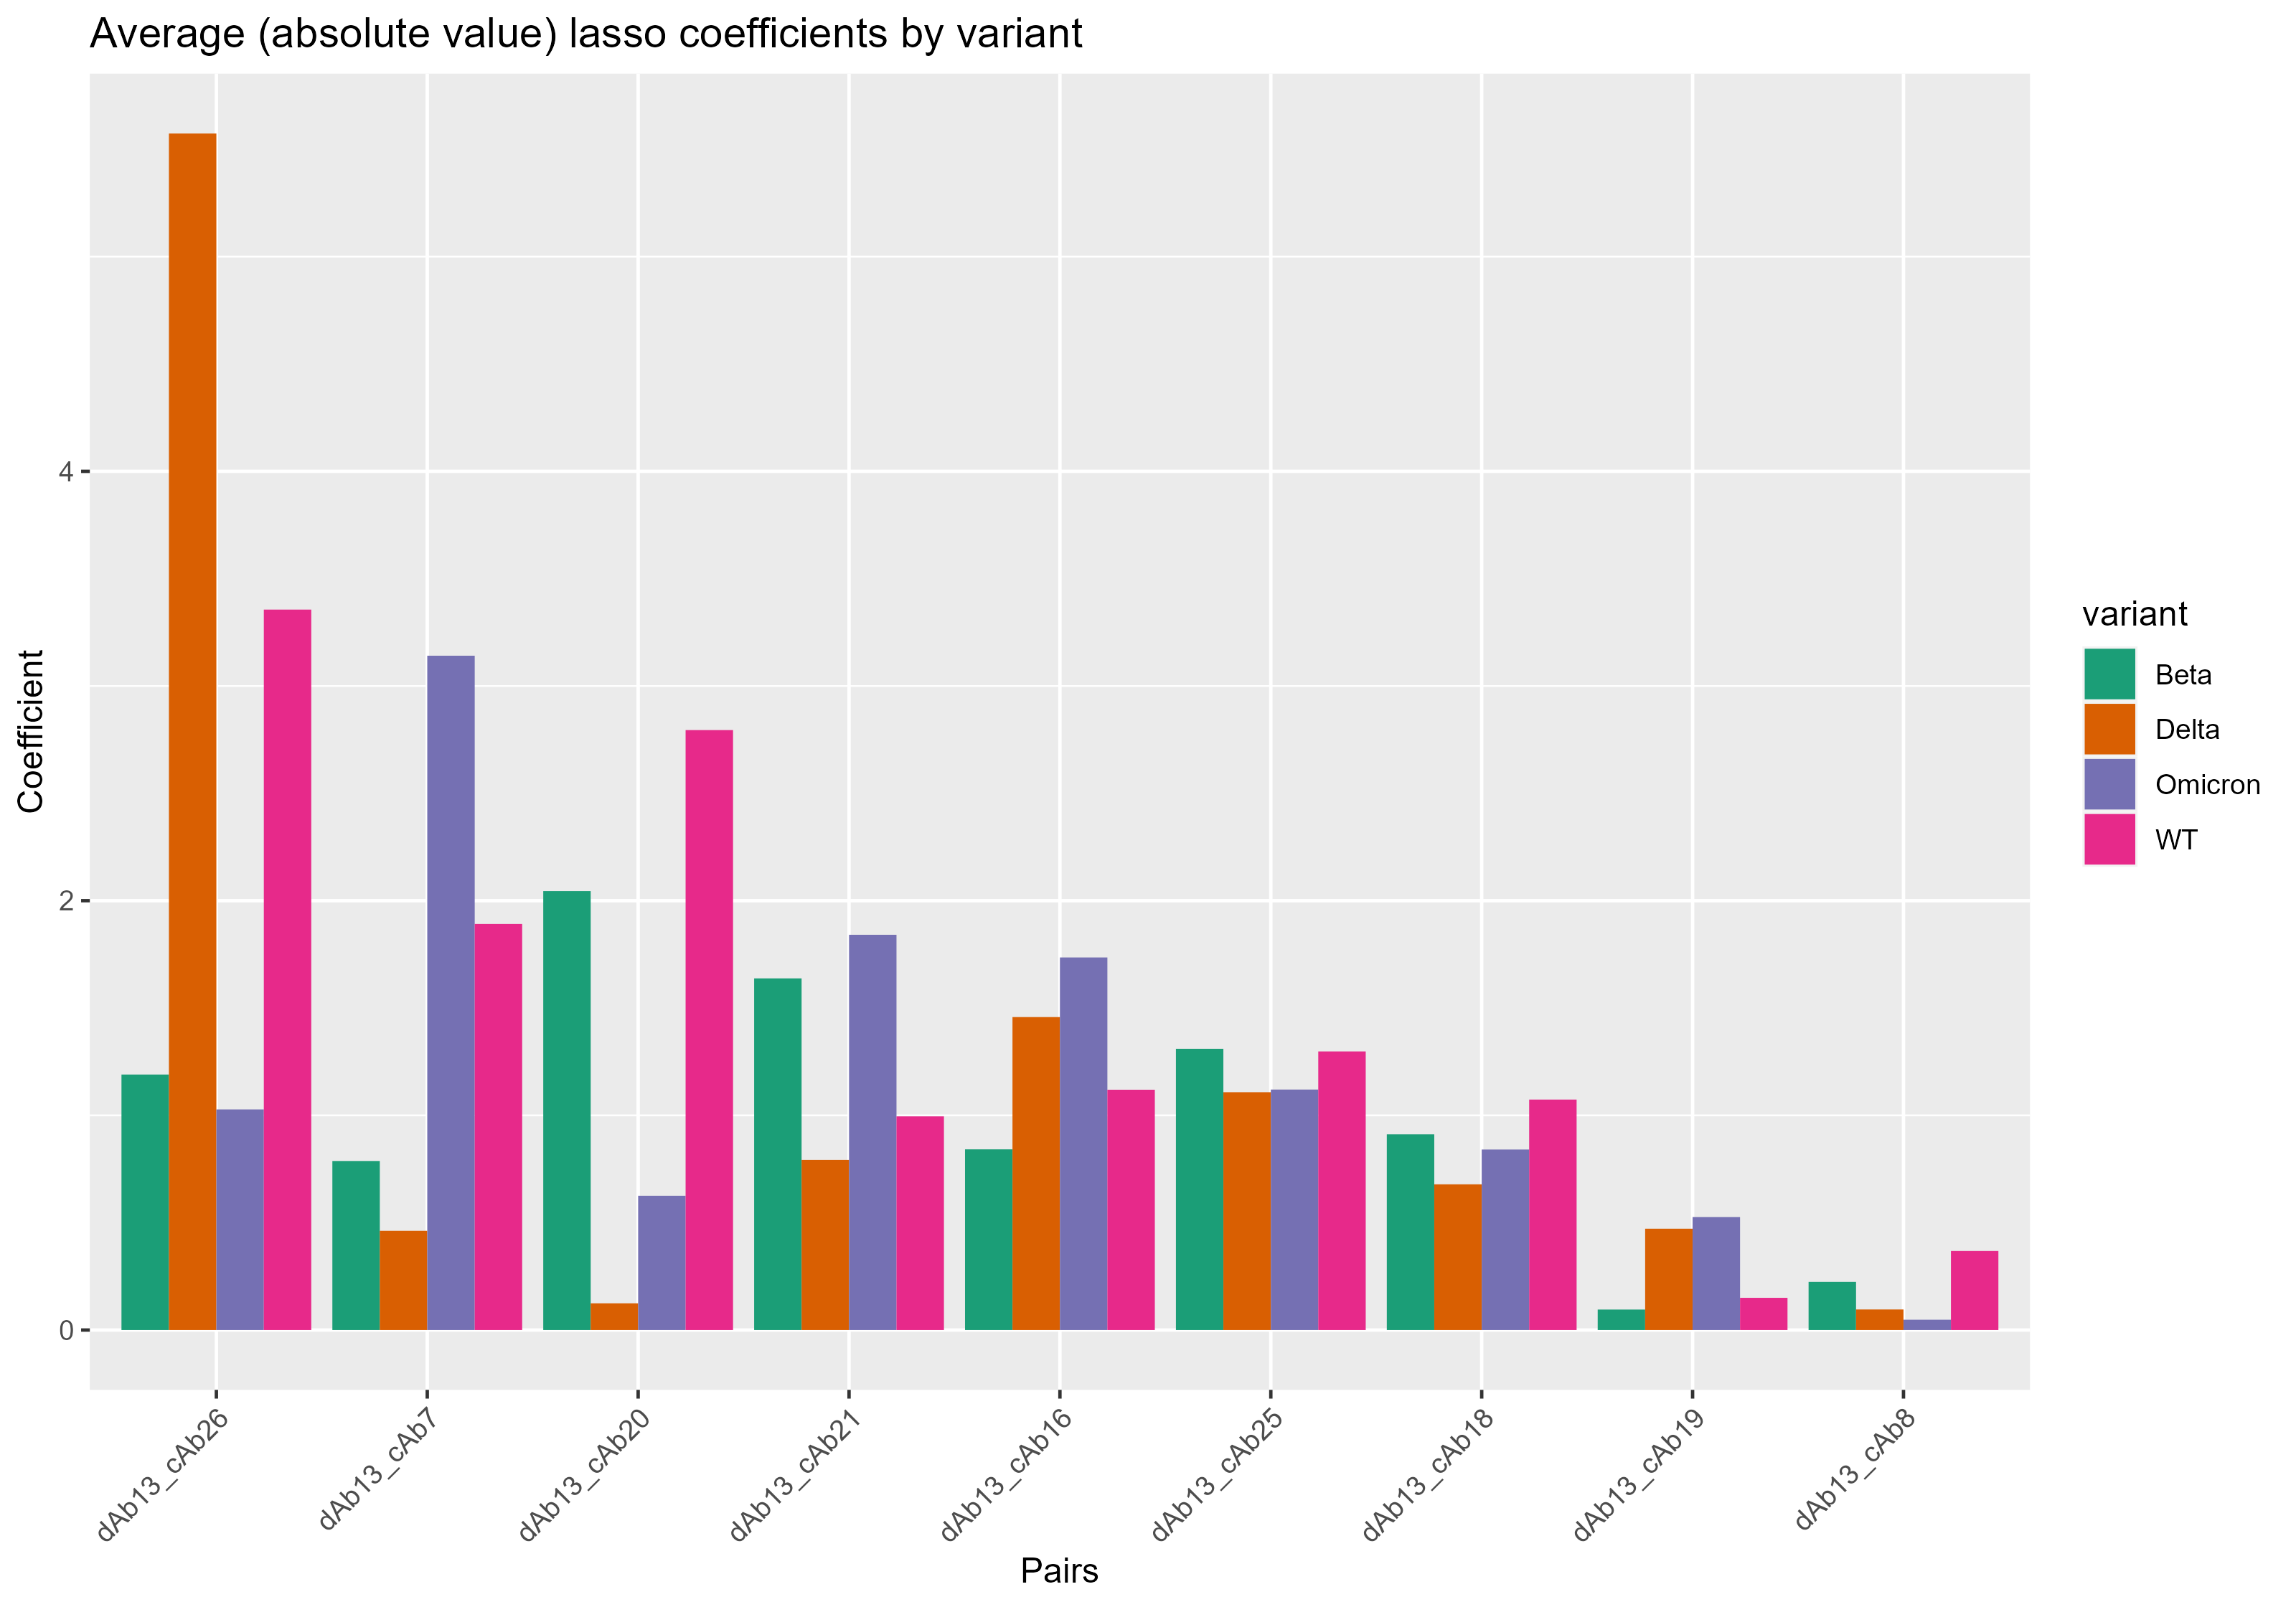 Average (absolute value) lasso coefficients by variant
Coefficient
4
2
0
dAb13_cAb26
dAb13_cAb7
dAb13_cAb20
dAb13_cAb21
dAb13_cAb16
dAb13_cAb25
dAb13_cAb18
dAb13_cAb19
dAb13_cAb8
Pairs
variant
Beta
Delta
Omicron
WT